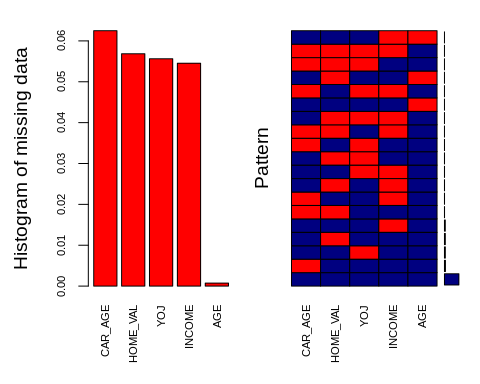 Histogram of missing data
0.06
0.05
0.04
0.03
0.02
0.01
0.00
CAR_AGE
HOME_VAL
YOJ
INCOME
AGE
Pattern
CAR_AGE
HOME_VAL
YOJ
INCOME
AGE